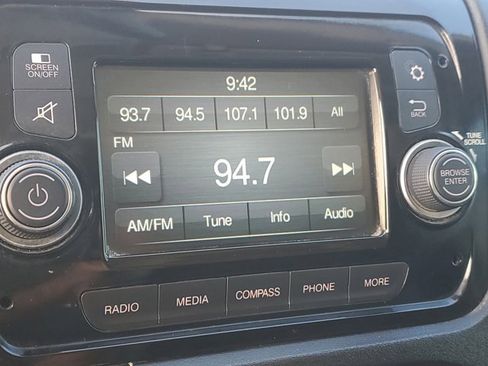 SCREEN
ON/OFF
9:42
93.7 94.5 107.1 101.9 All
BACK
FM
TUNE
SCROLL
94.7
BROWSE
ENTER
AM/FM Tune Info Audio
RADIO MEDIA COMPASS PHONE MORE